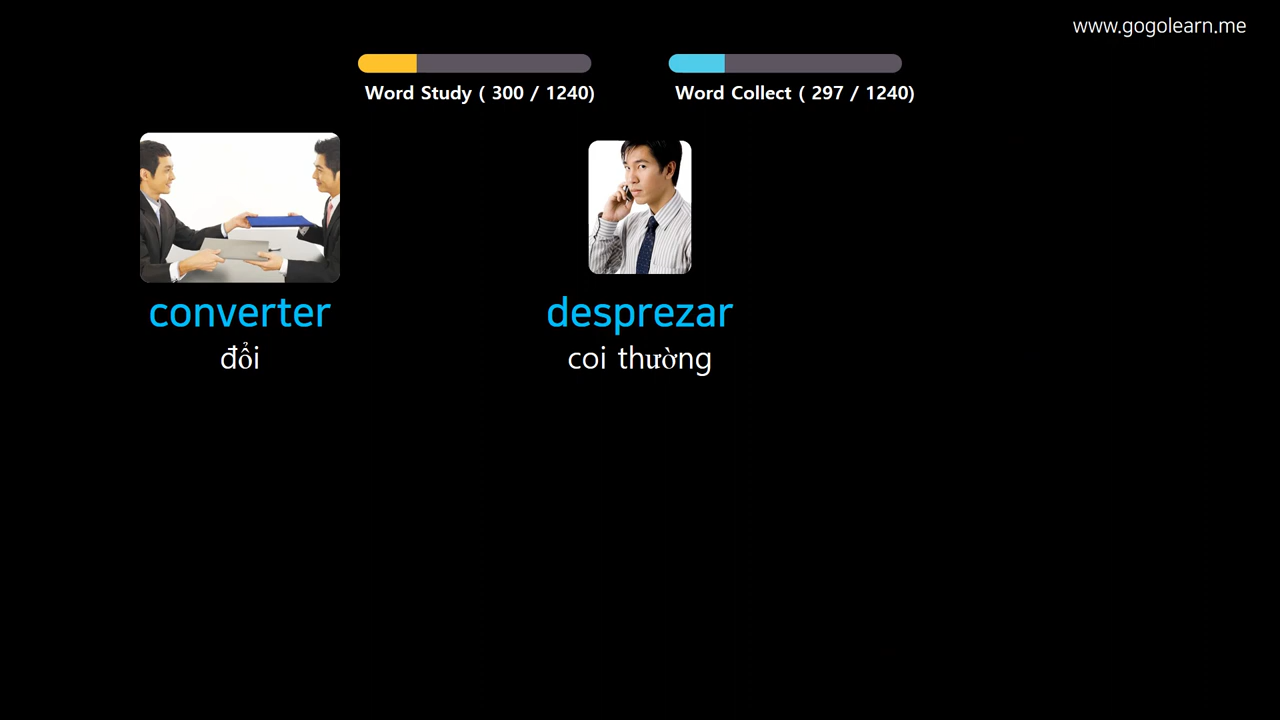 www.gogolearn.me
Word Study ( 300 / 1240)
Word Collect ( 297 / 1240)
converter
đổi
desprezar
coi thường